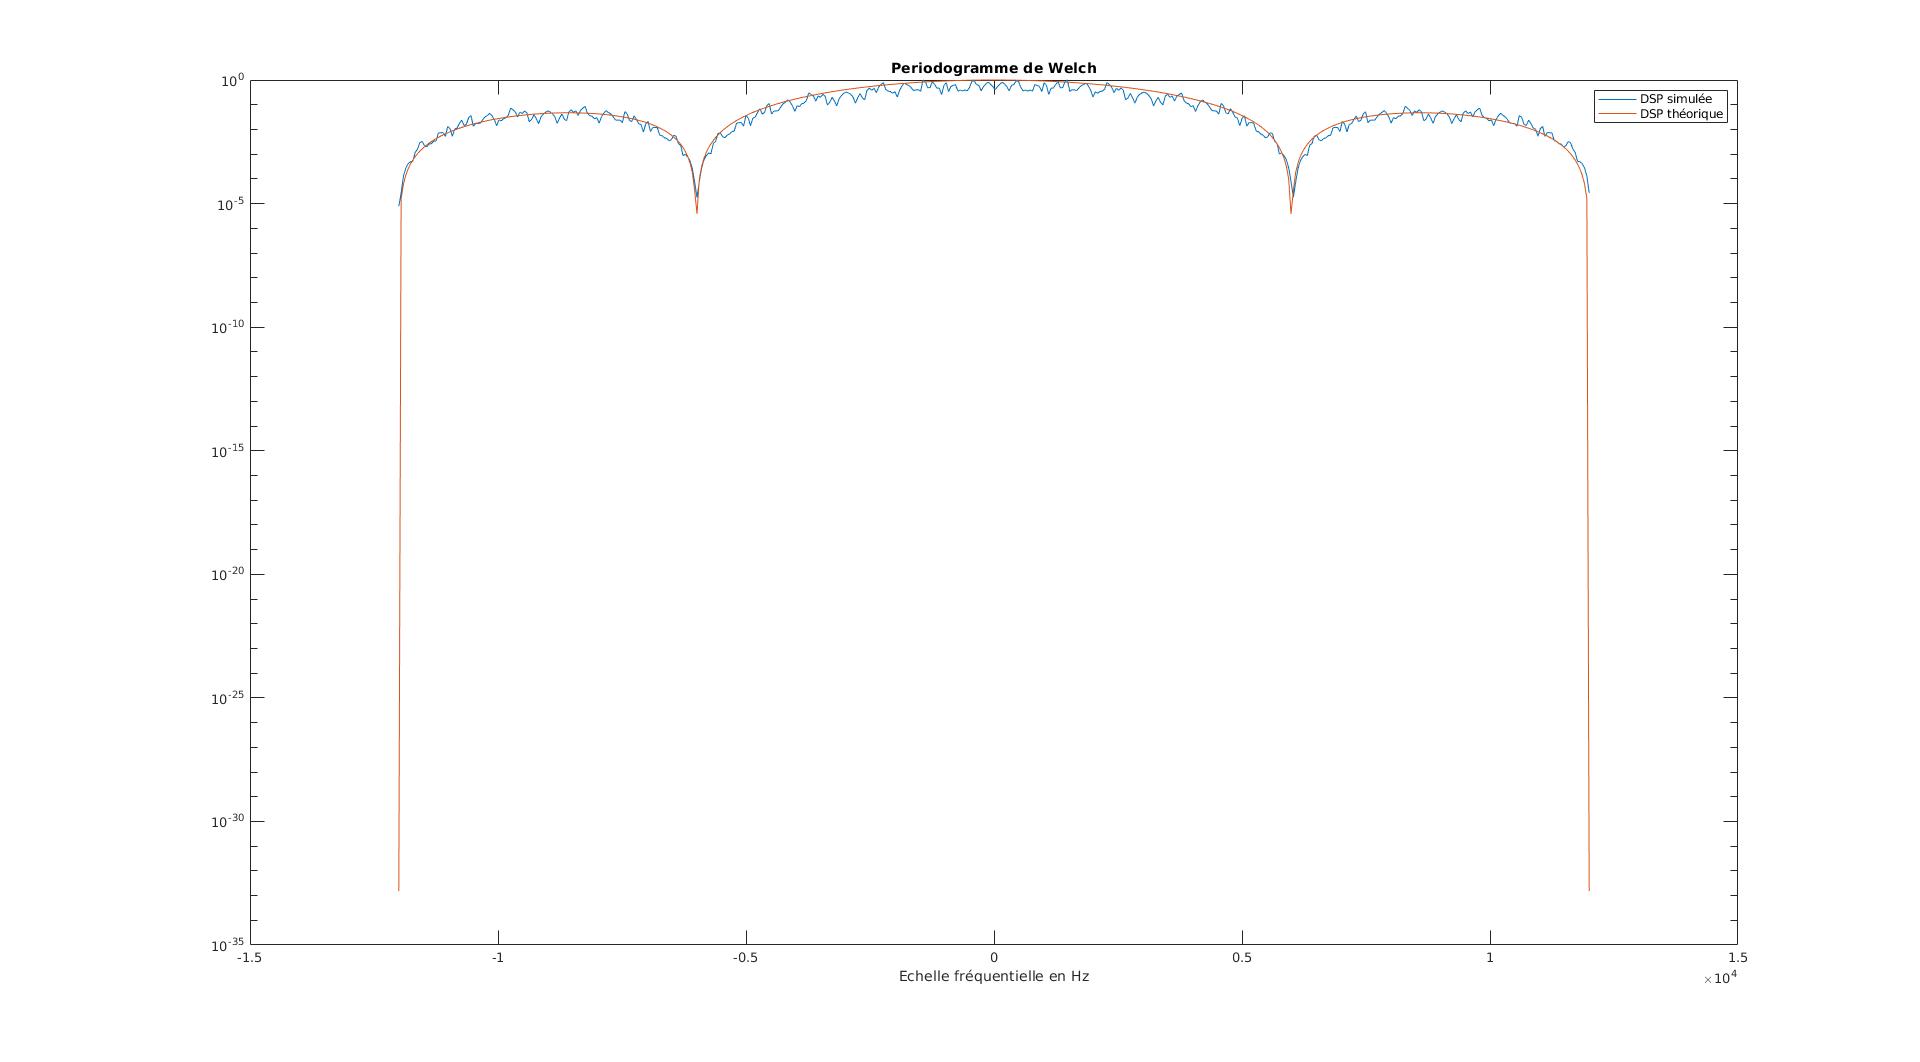 Periodogramme de Welch
10^0
10^-5
10^-10
10^-15
10^-20
10^-25
10^-30
10^-35
DSP simulée
DSP théorique
-1.5 -1 -0.5 0 0.5 1 1.5
×10^4
Echelle fréquentielle en Hz